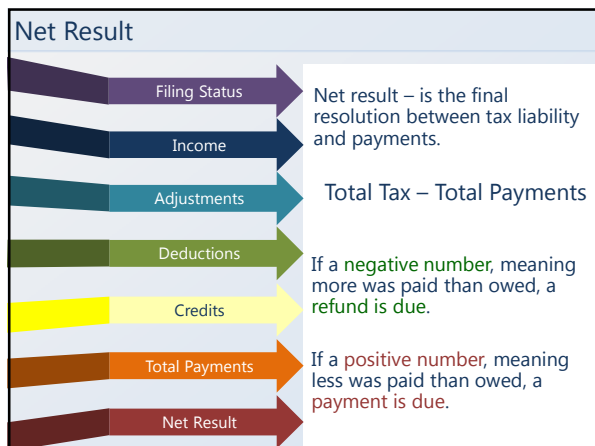 Net Result
Filing Status
Income
Adjustments
Deductions
Credits
Total Payments
Net Result
Net result – is the final
resolution between tax liability
and payments.
Total Tax – Total Payments
If a negative number, meaning
more was paid than owed, a
refund is due.
If a positive number, meaning
less was paid than owed, a
payment is due.